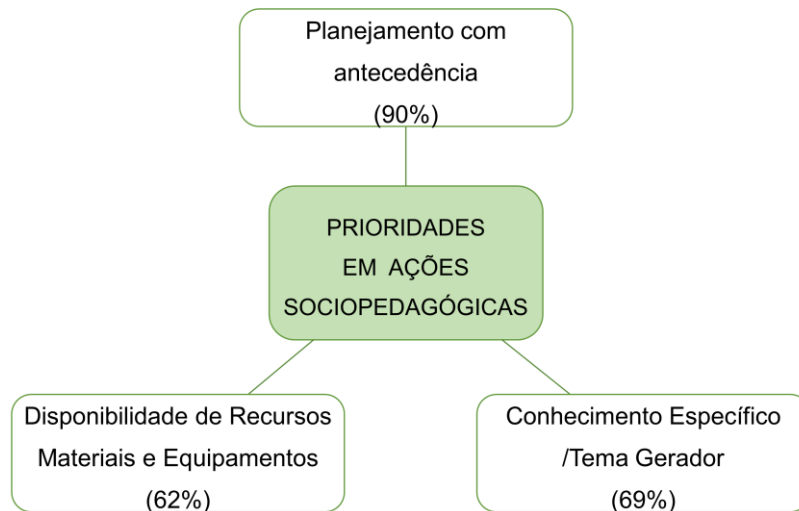 Planejamento com
antecedência
(90%)
PRIORIDADES
EM AÇÕES
SOCIOPEDAGÓGICAS
Disponibilidade de Recursos
Materiais e Equipamentos
(62%)
Conhecimento Específico
/Tema Gerador
(69%)